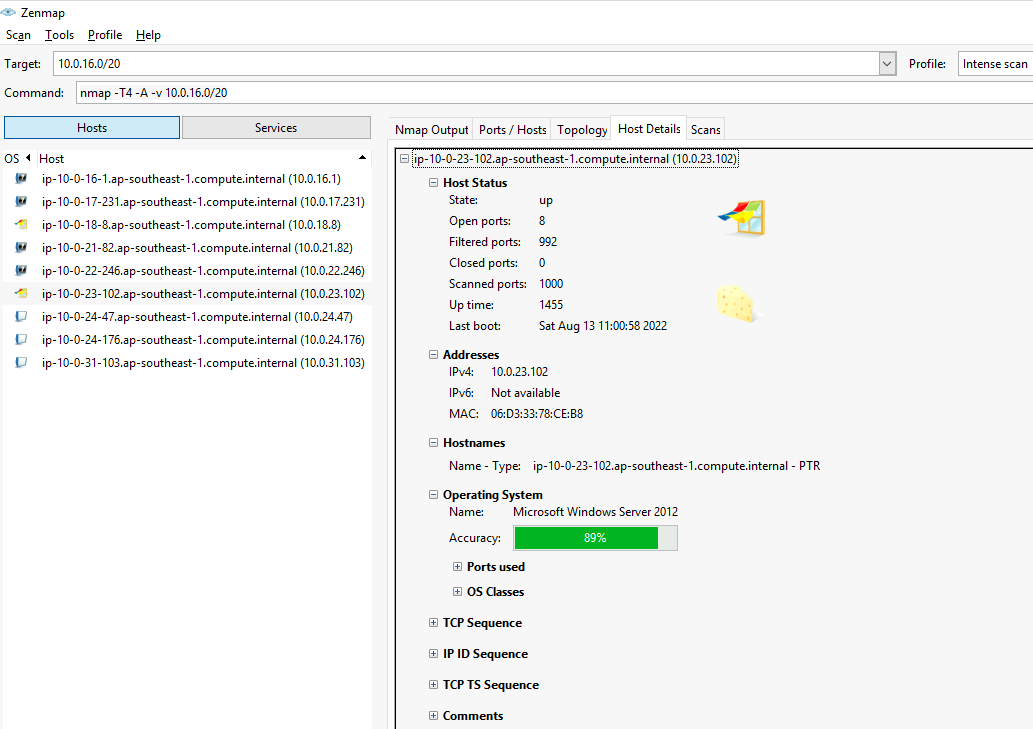 Zenmap
Scan Tools Profile Help
Target: 10.0.16.0/20 Profile: Intense scan
Command: nmap -T4 -A -v 10.0.16.0/20
Hosts Services
Nmap Output Ports / Hosts Topology Host Details Scans
OS Host
ip-10-0-16-1.ap-southeast-1.compute.internal (10.0.16.1)
ip-10-0-17-231.ap-southeast-1.compute.internal (10.0.17.231)
ip-10-0-18-8.ap-southeast-1.compute.internal (10.0.18.8)
ip-10-0-21-82.ap-southeast-1.compute.internal (10.0.21.82)
ip-10-0-22-246.ap-southeast-1.compute.internal (10.0.22.246)
ip-10-0-23-102.ap-southeast-1.compute.internal (10.0.23.102)
ip-10-0-24-47.ap-southeast-1.compute.internal (10.0.24.47)
ip-10-0-24-176.ap-southeast-1.compute.internal (10.0.24.176)
ip-10-0-31-103.ap-southeast-1.compute.internal (10.0.31.103)
ip-10-0-23-102.ap-southeast-1.compute.internal (10.0.23.102)
Host Status
State: up
Open ports: 8
Filtered ports: 992
Closed ports: 0
Scanned ports: 1000
Up time: 1455
Last boot: Sat Aug 13 11:00:58 2022
Addresses
IPv4: 10.0.23.102
IPv6: Not available
MAC: 06:D3:33:78:CE:B8
Hostnames
Name - Type: ip-10-0-23-102.ap-southeast-1.compute.internal - PTR
Operating System
Name: Microsoft Windows Server 2012
Accuracy: 89%
Ports used
OS Classes
TCP Sequence
IP ID Sequence
TCP TS Sequence
Comments